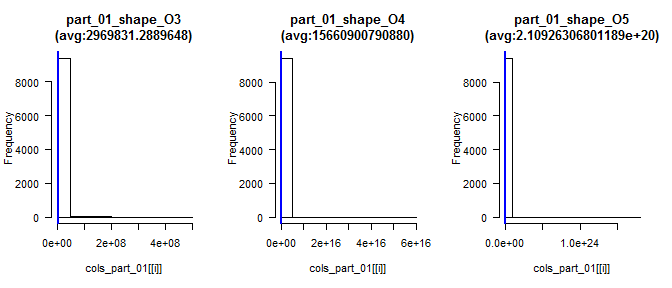 part_01_shape_O3
(avg:2969831.2889648)
Frequency
8000
6000
4000
2000
0
0e+00 2e+08 4e+08
cols_part_01[[i]]
part_01_shape_O4
(avg:15660900790880)
Frequency
8000
6000
4000
2000
0
0e+00 2e+16 4e+16 6e+16
cols_part_01[[i]]
part_01_shape_O5
(avg:2.10926306801189e+20)
Frequency
8000
6000
4000
2000
0
0.0e+00 1.0e+24
cols_part_01[[i]]